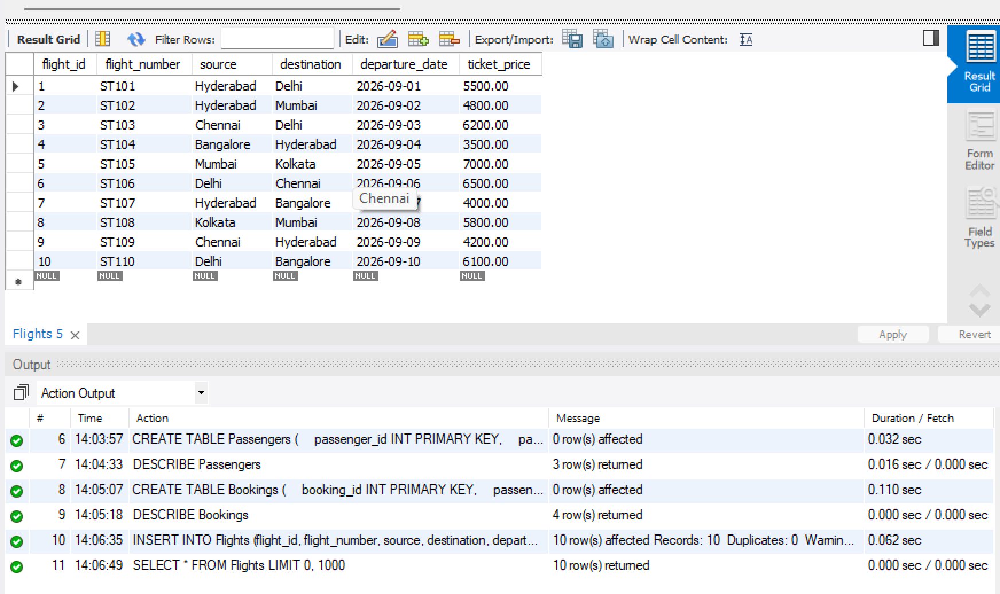 Result Grid Filter Rows: Edit: Export/Import: Wrap Cell Content:
flight_id flight_number source destination departure_date ticket_price
1 ST101 Hyderabad Delhi 2026-09-01 5500.00
2 ST102 Hyderabad Mumbai 2026-09-02 4800.00
3 ST103 Chennai Delhi 2026-09-03 6200.00
4 ST104 Bangalore Hyderabad 2026-09-04 3500.00
5 ST105 Mumbai Kolkata 2026-09-05 7000.00
6 ST106 Delhi Chennai 2026-09-06 6500.00
Chennai
7 ST107 Hyderabad Bangalore 7 4000.00
8 ST108 Kolkata Mumbai 2026-09-08 5800.00
9 ST109 Chennai Hyderabad 2026-09-09 4200.00
10 ST110 Delhi Bangalore 2026-09-10 6100.00
NULL NULL NULL NULL NULL NULL
Result
Grid
Form
Editor
Field
Types
Flights 5 Apply Revert
Output
Action Output
# Time Action Message Duration / Fetch
6 14:03:57 CREATE TABLE Passengers ( passenger_id INT PRIMARY KEY, pa... 0 row(s) affected 0.032 sec
7 14:04:33 DESCRIBE Passengers 3 row(s) returned 0.016 sec / 0.000 sec
8 14:05:07 CREATE TABLE Bookings ( booking_id INT PRIMARY KEY, passen... 0 row(s) affected 0.110 sec
9 14:05:18 DESCRIBE Bookings 4 row(s) returned 0.000 sec / 0.000 sec
10 14:06:35 INSERT INTO Flights (flight_id, flight_number, source, destination, depart... 10 row(s) affected Records: 10 Duplicates: 0 Warnin... 0.062 sec
11 14:06:49 SELECT * FROM Flights LIMIT 0, 1000 10 row(s) returned 0.000 sec / 0.000 sec